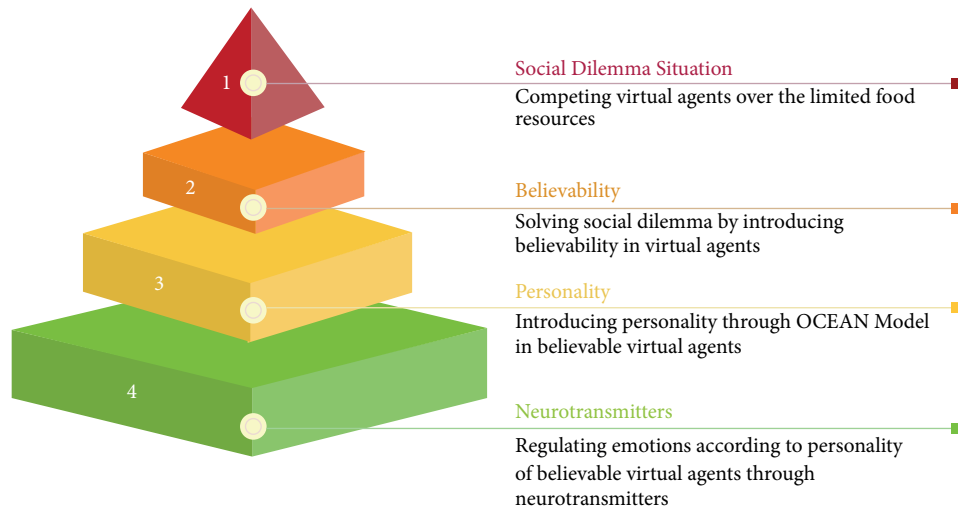 1
Social Dilemma Situation
Competing virtual agents over the limited food
resources
2
Believability
Solving social dilemma by introducing
believability in virtual agents
3
Personality
Introducing personality through OCEAN Model
in believable virtual agents
4
Neurotransmitters
Regulating emotions according to personality
of believable virtual agents through
neurotransmitters